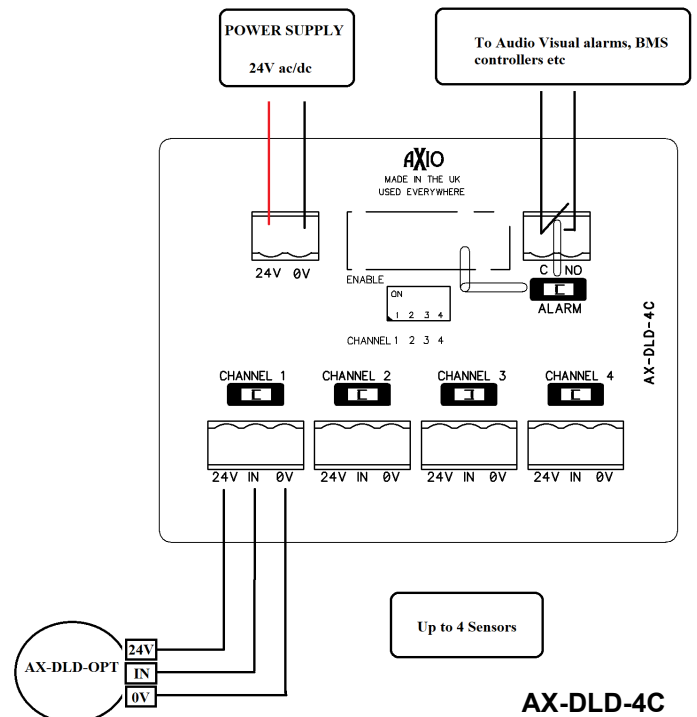 POWER SUPPLY
24V ac/dc
To Audio Visual alarms, BMS
controllers etc
AXIO
MADE IN THE UK
USED EVERYWHERE
24V 0V
C NO
ENABLE
ON
1 2 3 4
ALARM
CHANNEL 1 2 3 4
AX-DLD-4C
CHANNEL 1
CHANNEL 2
CHANNEL 3
CHANNEL 4
24V IN 0V
24V IN 0V
24V IN 0V
24V IN 0V
Up to 4 Sensors
AX-DLD-OPT
24V
IN
0V
AX-DLD-4C